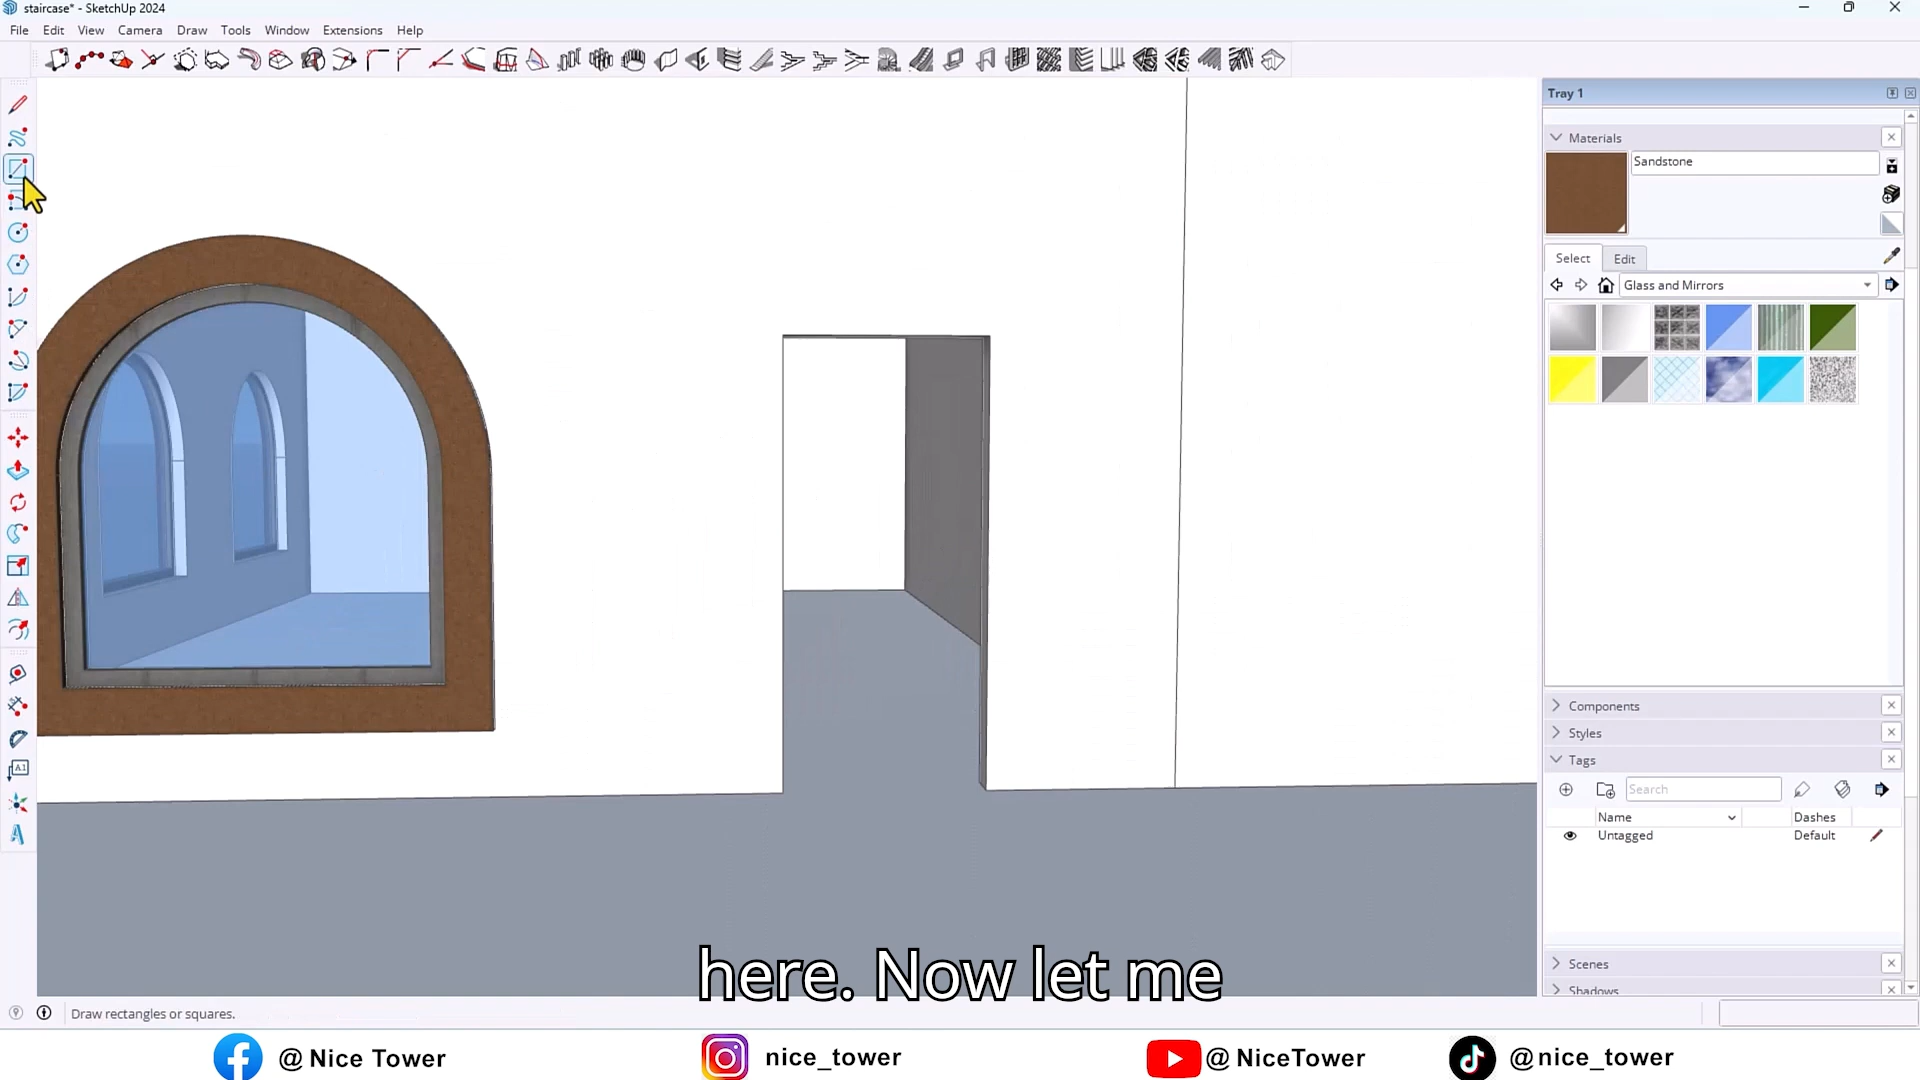 staircase* - SketchUp 2024
File Edit View Camera Draw Tools Window Extensions Help
Tray 1
Materials
Sandstone
Select Edit
Glass and Mirrors
Components
Styles
Tags
Search
Name Dashes
Untagged Default
Scenes
Shadows
A1
here. Now let me
Draw rectangles or squares.
@ Nice Tower nice_tower @ NiceTower @nice_tower